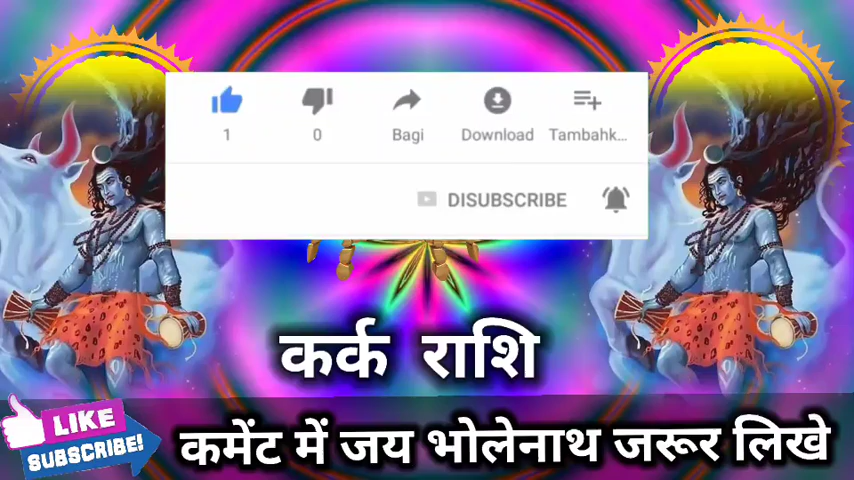 1 0 Bagi Download Tambahk...
DISUBSCRIBE
कर्क राशि
LIKE
SUBSCRIBE!
कमेंट में जय भोलेनाथ जरूर लिखे